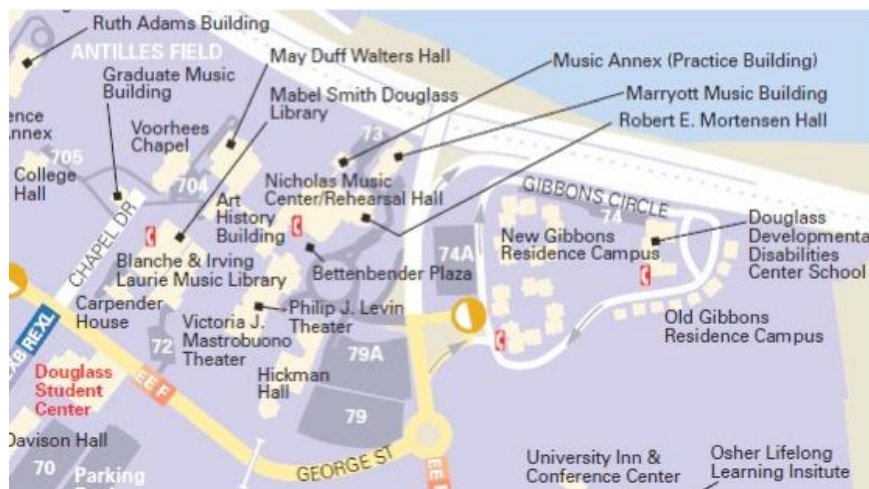 Ruth Adams Building
ANTILLES FIELD
May Duff Walters Hall
Graduate Music
Building
Music Annex (Practice Building)
Mabel Smith Douglass
Library
Marryott Music Building
Robert E. Mortensen Hall
ence
Annex
Voorhees
Chapel
73
705
College
Hall
704
Nicholas Music
Center/Rehearsal Hall
GIBBONS CIRCLE
74
Art
History
Building
CHAPEL DR
74A
New Gibbons
Residence Campus
Douglass
Developmenta
Disabilities
Center School
Blanche & Irving
Laurie Music Library
Bettenbender Plaza
Carpender
House
Philip J. Levin
Theater
Old Gibbons
Residence Campus
Victoria J.
Mastrobuono
Theater
72
79A
XB REXL
Douglass
Student
Center
EE F
Hickman
Hall
79
Davison Hall
70
Parking
GEORGE ST
EE F
University Inn &
Conference Center
Osher Lifelong
Learning Insitute